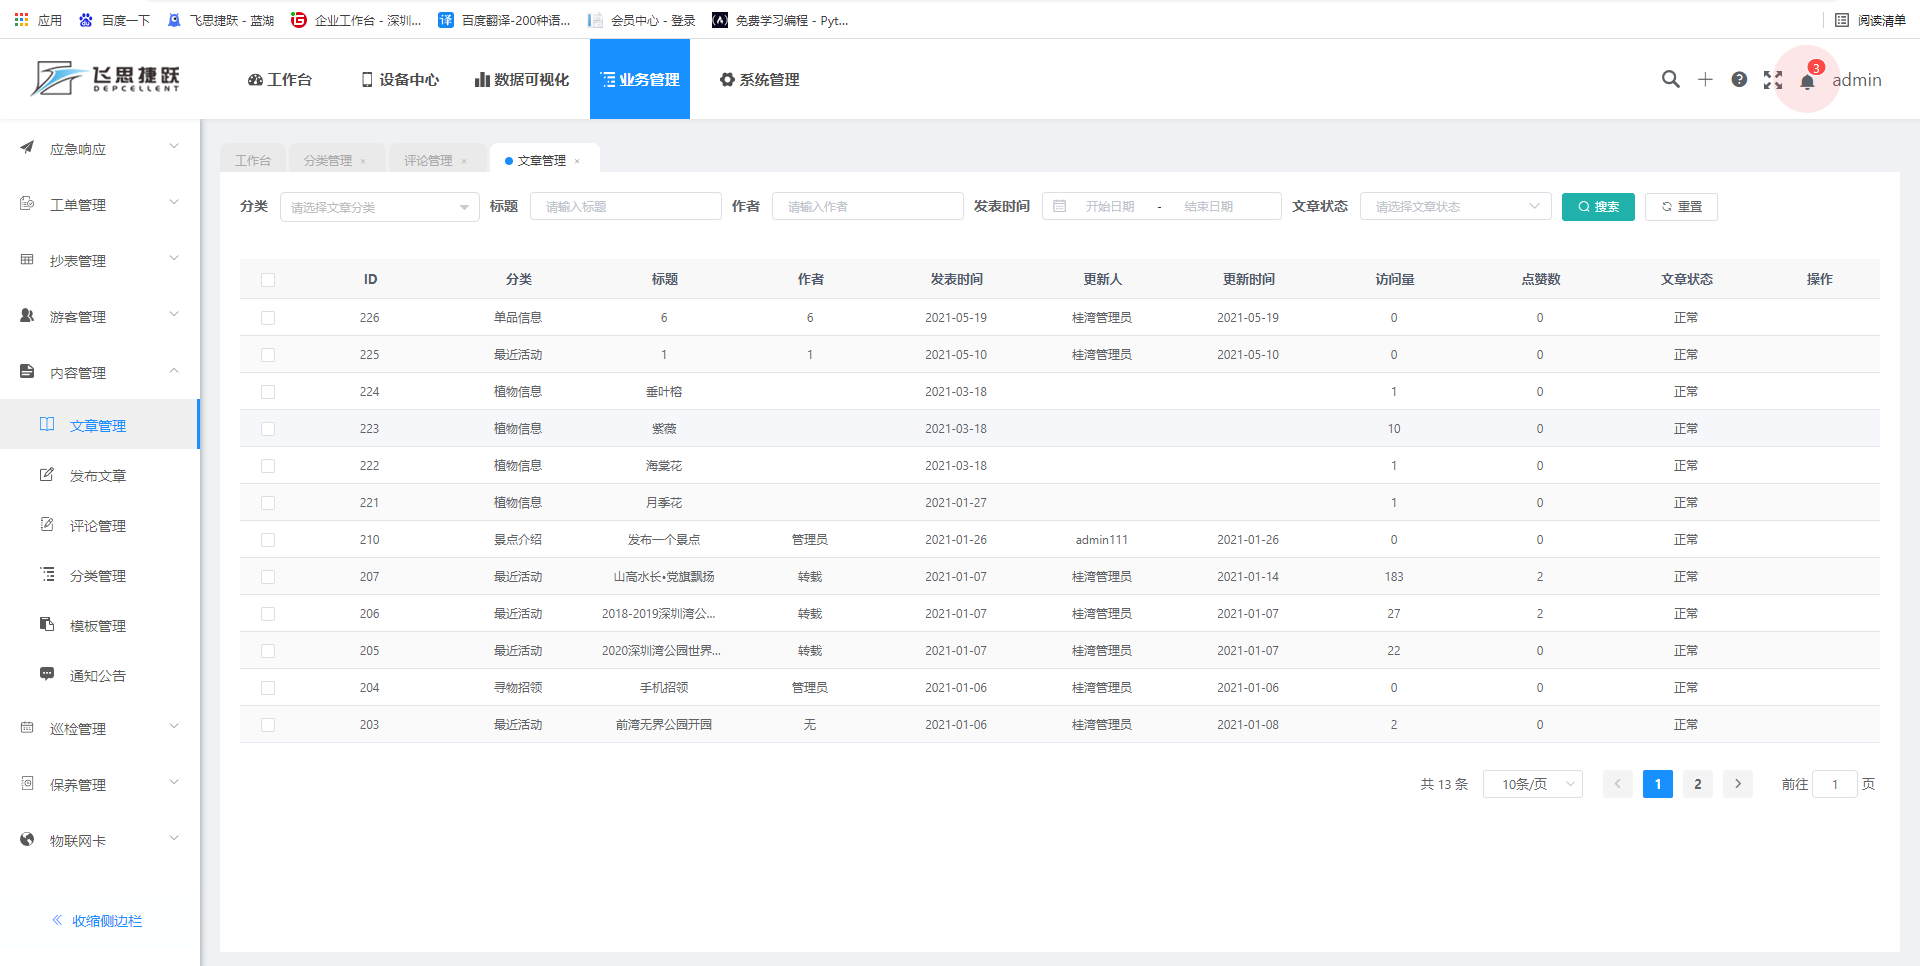 应用 百度一下 飞思捷跃 - 蓝湖 企业工作台 - 深圳... 百度翻译-200种语... 会员中心 - 登录 免费学习编程 - Pyt... 阅读清单
飞思捷跃 DEPCELLENT 工作台 设备中心 数据可视化 业务管理 系统管理 3 admin
应急响应
工单管理
抄表管理
游客管理
内容管理
文章管理
发布文章
评论管理
分类管理
模板管理
通知公告
巡检管理
保养管理
物联网卡
收缩侧边栏
工作台 分类管理 × 评论管理 × 文章管理 ×
分类 请选择文章分类 标题 请输入标题 作者 请输入作者 发表时间 开始日期 - 结束日期 文章状态 请选择文章状态 搜索 重置
ID 分类 标题 作者 发表时间 更新人 更新时间 访问量 点赞数 文章状态 操作
226 单品信息 6 6 2021-05-19 桂湾管理员 2021-05-19 0 0 正常
225 最近活动 1 1 2021-05-10 桂湾管理员 2021-05-10 0 0 正常
224 植物信息 垂叶榕 2021-03-18 1 0 正常
223 植物信息 紫薇 2021-03-18 10 0 正常
222 植物信息 海棠花 2021-03-18 1 0 正常
221 植物信息 月季花 2021-01-27 1 0 正常
210 景点介绍 发布一个景点 管理员 2021-01-26 admin111 2021-01-26 0 0 正常
207 最近活动 山高水长•党旗飘扬 转载 2021-01-07 桂湾管理员 2021-01-14 183 2 正常
206 最近活动 2018-2019深圳湾公... 转载 2021-01-07 桂湾管理员 2021-01-07 27 2 正常
205 最近活动 2020深圳湾公园世界... 转载 2021-01-07 桂湾管理员 2021-01-07 22 0 正常
204 寻物招领 手机招领 管理员 2021-01-06 桂湾管理员 2021-01-06 0 0 正常
203 最近活动 前湾无界公园开园 无 2021-01-06 桂湾管理员 2021-01-08 2 0 正常
共 13 条 10条/页 1 2 前往 1 页